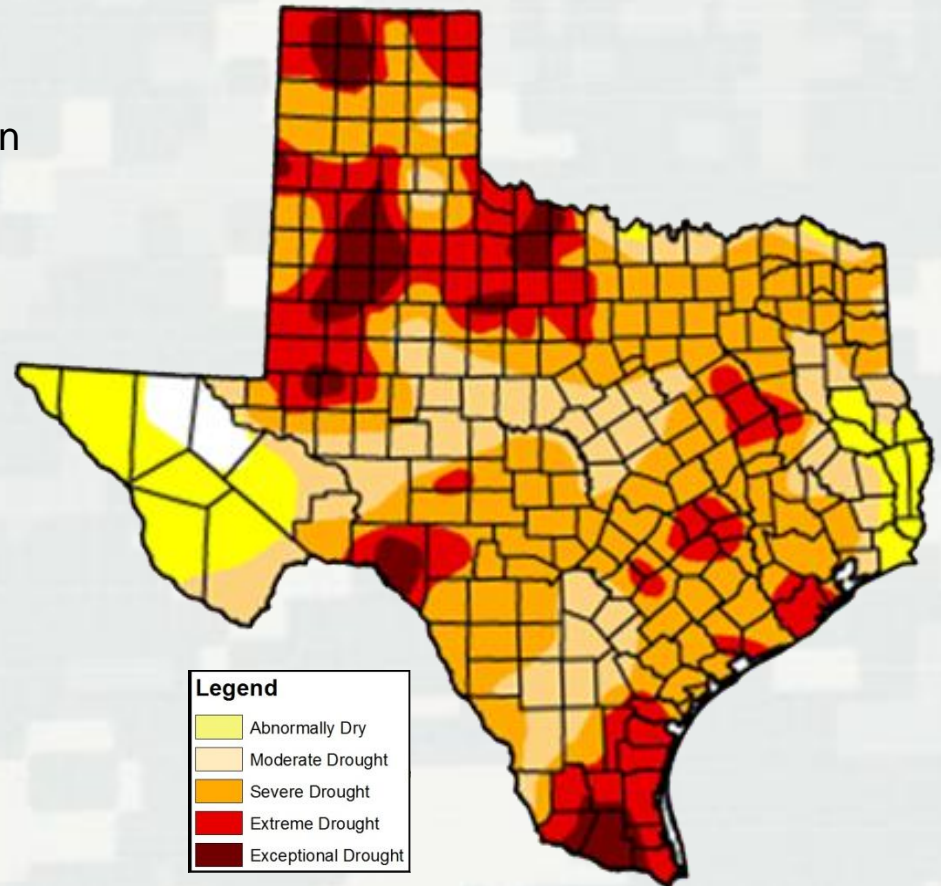 n
Legend
Abnormally Dry
Moderate Drought
Severe Drought
Extreme Drought
Exceptional Drought